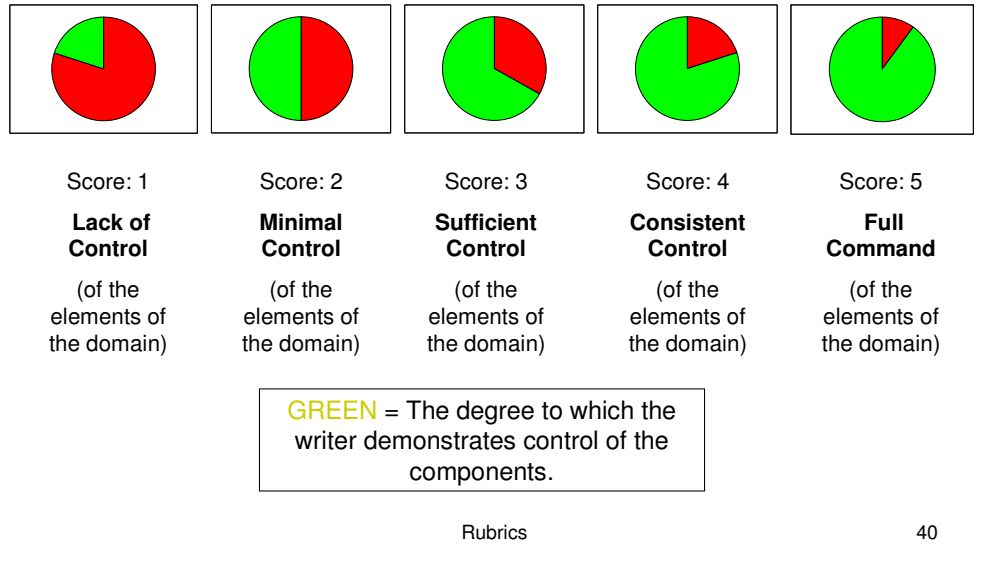 Score: 1
Lack of
Control
(of the
elements of
the domain)
Score: 2
Minimal
Control
(of the
elements of
the domain)
Score: 3
Sufficient
Control
(of the
elements of
the domain)
Score: 4
Consistent
Control
(of the
elements of
the domain)
Score: 5
Full
Command
(of the
elements of
the domain)
GREEN = The degree to which the
writer demonstrates control of the
components.
Rubrics
40